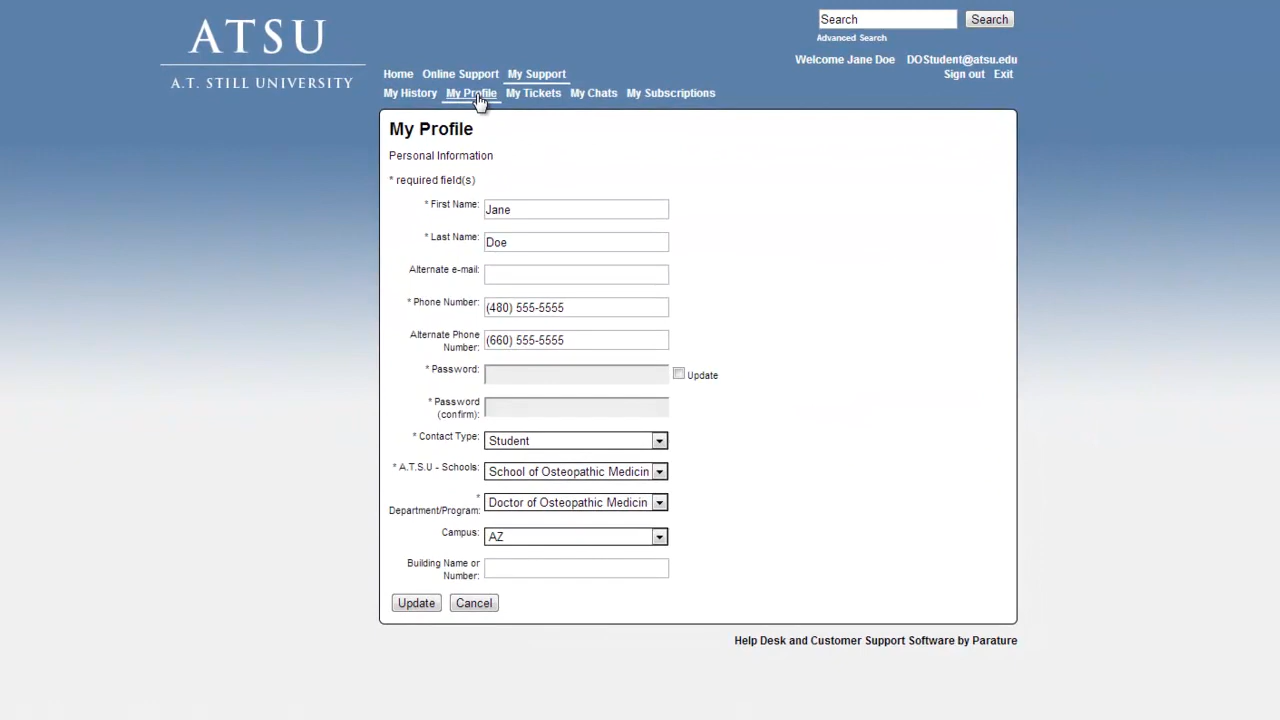 ATSU
A.T. STILL UNIVERSITY
Search Search
Advanced Search
Welcome Jane Doe DOStudent@atsu.edu
Sign out Exit
Home Online Support My Support
My History My Profile My Tickets My Chats My Subscriptions
My Profile
Personal Information
* required field(s)
* First Name: Jane
* Last Name: Doe
Alternate e-mail:
* Phone Number: (480) 555-5555
Alternate Phone
Number: (660) 555-5555
* Password: Update
* Password
(confirm):
* Contact Type: Student
* A.T.S.U - Schools: School of Osteopathic Medicin
*
Department/Program: Doctor of Osteopathic Medicin
Campus: AZ
Building Name or
Number:
Update Cancel
Help Desk and Customer Support Software by Parature